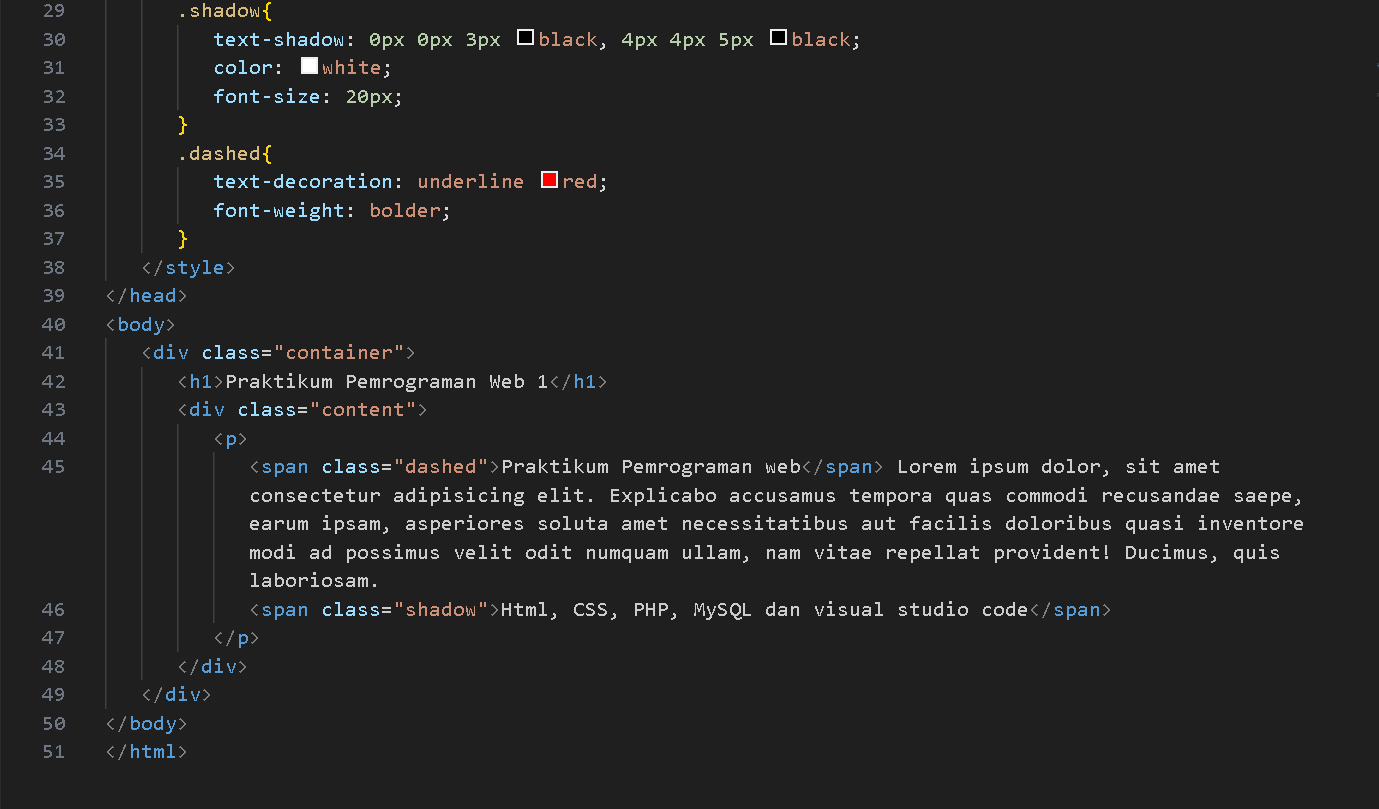 29 .shadow{
30 text-shadow: 0px 0px 3px black, 4px 4px 5px black;
31 color: white;
32 font-size: 20px;
33 }
34 .dashed{
35 text-decoration: underline red;
36 font-weight: bolder;
37 }
38 </style>
39 </head>
40 <body>
41 <div class="container">
42 <h1>Praktikum Pemrograman Web 1</h1>
43 <div class="content">
44 <p>
45 <span class="dashed">Praktikum Pemrograman web</span> Lorem ipsum dolor, sit amet
consectetur adipisicing elit. Explicabo accusamus tempora quas commodi recusandae saepe,
earum ipsam, asperiores soluta amet necessitatibus aut facilis doloribus quasi inventore
modi ad possimus velit odit numquam ullam, nam vitae repellat provident! Ducimus, quis
laboriosam.
46 <span class="shadow">Html, CSS, PHP, MySQL dan visual studio code</span>
47 </p>
48 </div>
49 </div>
50 </body>
51 </html>